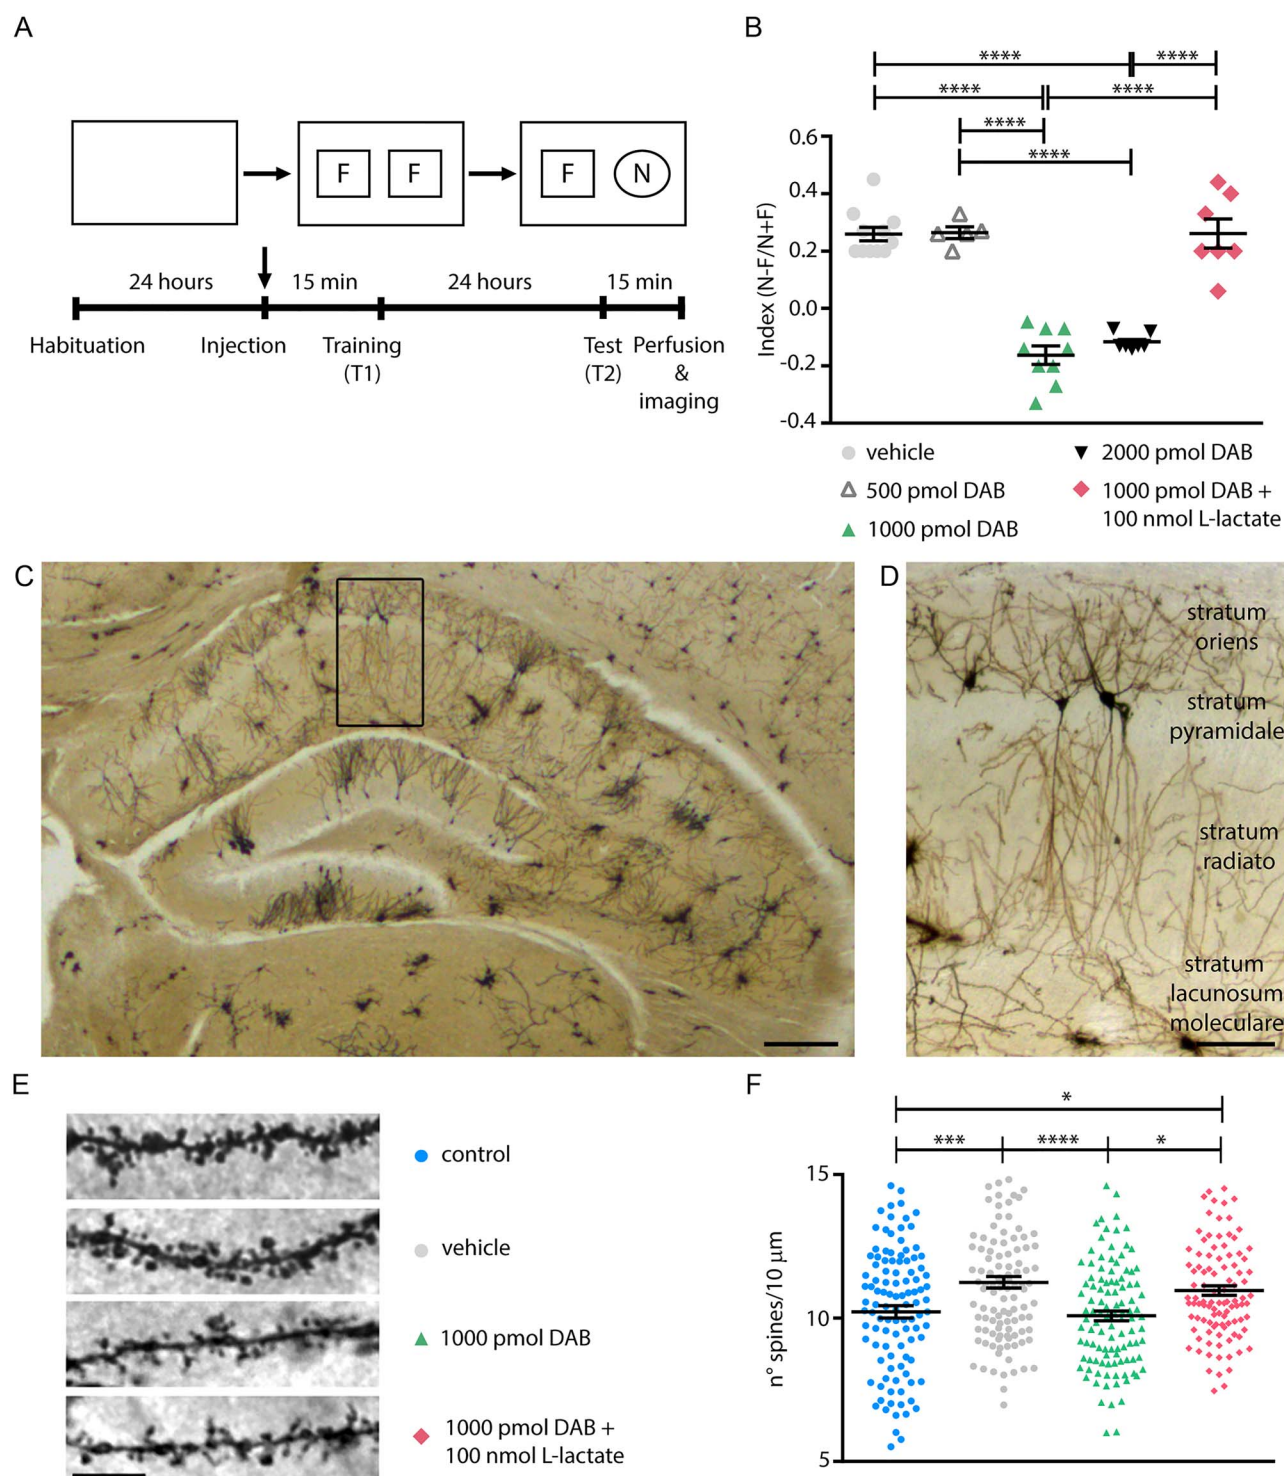 A
F F
F N
24 hours 15 min 24 hours 15 min
Habituation Injection Training Test Perfusion
(T1) (T2) &
imaging
B
**** ****
**** ****
****
****
Index (N-F/N+F)
0.6
0.4
0.2
0.0
-0.2
-0.4
vehicle
500 pmol DAB
1000 pmol DAB
2000 pmol DAB
1000 pmol DAB +
100 nmol L-lactate
C
D
stratum
oriens
stratum
pyramidale
stratum
radiato
stratum
lacunosum
moleculare
E
control
vehicle
1000 pmol DAB
1000 pmol DAB +
100 nmol L-lactate
F
*
*** **** *
n° spines/10 µm
15
10
5